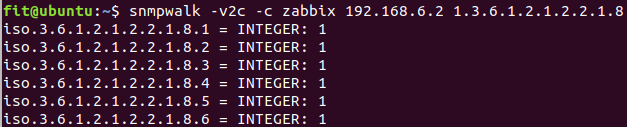 fit@ubuntu:~$ snmpwalk -v2c -c zabbix 192.168.6.2 1.3.6.1.2.1.2.2.1.8
iso.3.6.1.2.1.2.2.1.8.1 = INTEGER: 1
iso.3.6.1.2.1.2.2.1.8.2 = INTEGER: 1
iso.3.6.1.2.1.2.2.1.8.3 = INTEGER: 1
iso.3.6.1.2.1.2.2.1.8.4 = INTEGER: 1
iso.3.6.1.2.1.2.2.1.8.5 = INTEGER: 1
iso.3.6.1.2.1.2.2.1.8.6 = INTEGER: 1